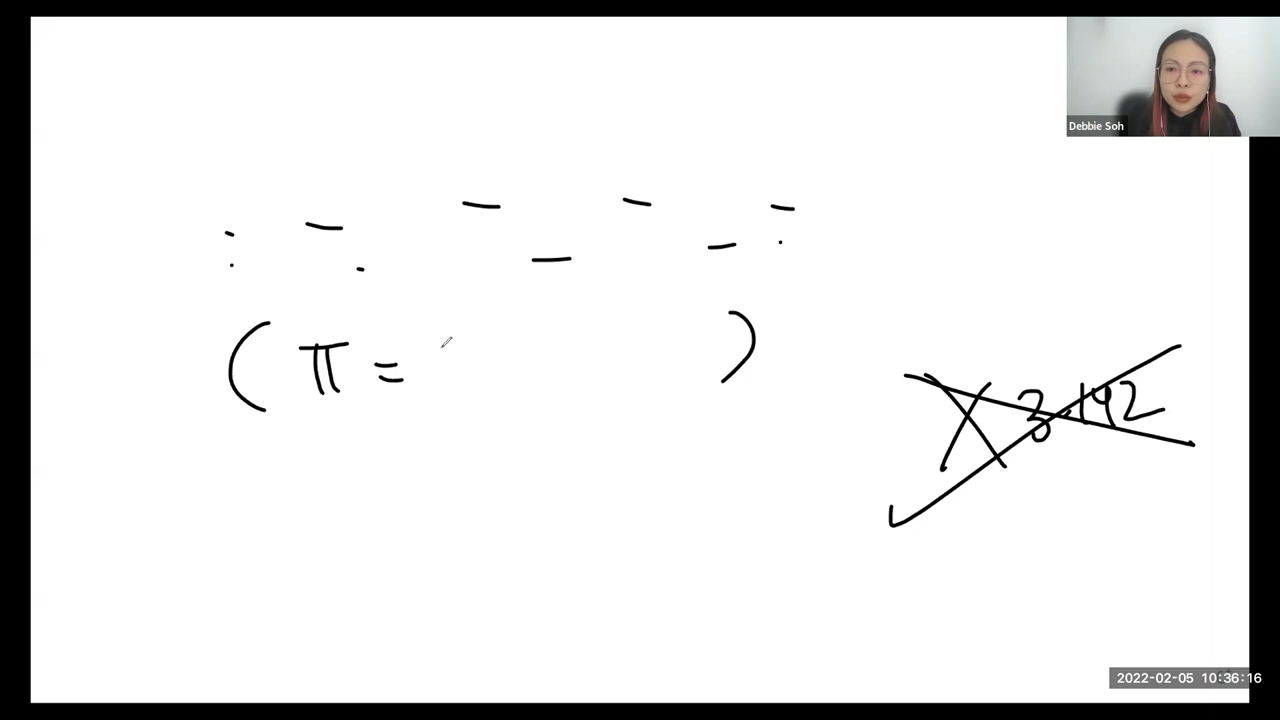 Debbie Soh
( π = )
3.142
2022-02-05 10:36:16